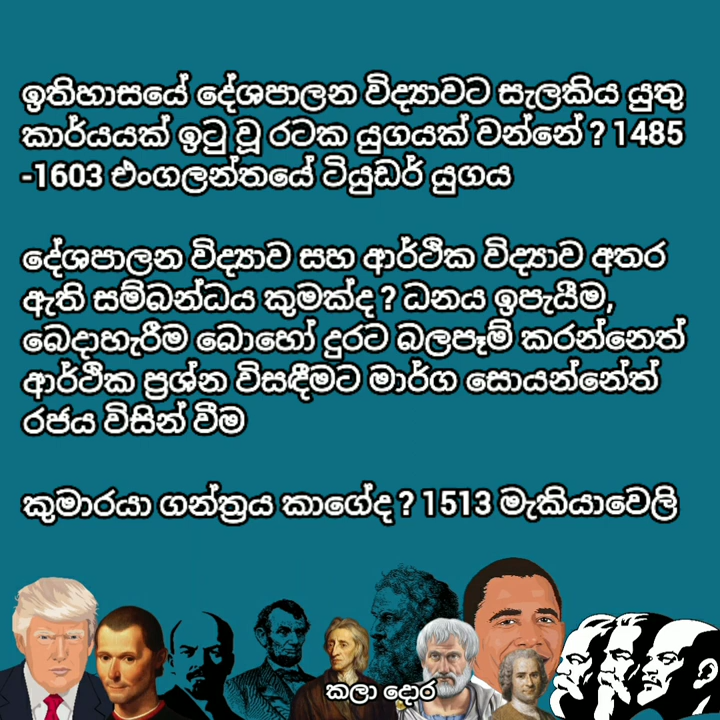 ඉතිහාසයේ දේශපාලන විද්‍යාවට සැලකිය යුතු
කාර්යයක් ඉටු වූ රටක යුගයක් වන්නේ ? 1485
-1603 එංගලන්තයේ ටියුඩර් යුගය
දේශපාලන විද්‍යාව සහ ආර්ථික විද්‍යාව අතර
ඇති සම්බන්ධය කුමක්ද ? ධනය ඉපැයීම,
බෙදාහැරීම බොහෝ දුරට බලපෑම් කරන්නෙත්
ආර්ථික ප්‍රශ්න විසඳීමට මාර්ග සොයන්නේත්
රජය විසින් වීම
කුමාරයා ගන්ත්‍රය කාගේද ? 1513 මැකියාවෙලි
කලා දොර